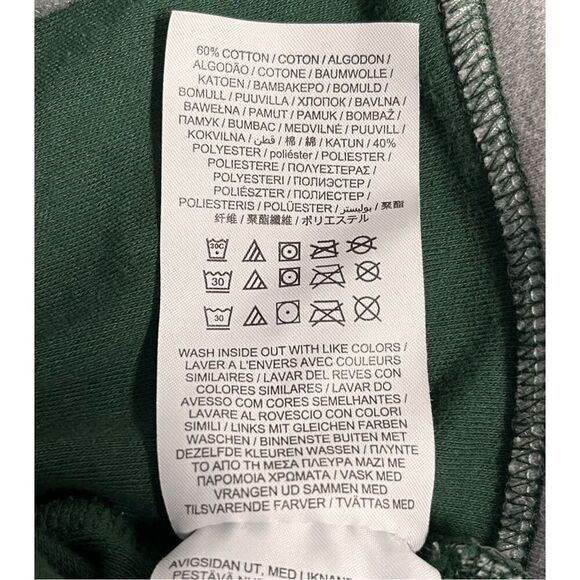 60% COTTON / COTON / ALGODON /
ALGODÃO / COTONE / BAUMWOLLE /
KATOEN / ΒΑΜΒΑΚΕΡΟ / BOMULD /
BOMULL / PUUVILLA / ХЛОПОК / BAVLNA /
BAWEŁNA / PAMUT / PAMUK / BOMBAŽ /
ПАМУК / BUMBAC / MEDVILNĖ / PUUVILL /
KOKVILNA / قطن / 棉 / 綿 / KATUN / 40%
POLYESTER / poliéster / POLIESTER /
POLIESTERE / ΠΟΛΥΕΣΤΕΡΑΣ /
POLYESTERI / ПОЛИЭСТЕР /
POLIÉSZTER / ПОЛИЕСТЕР /
POLIESTERIS / POLÜESTER / بوليستر / 聚酯
纤维 / 聚酯纖維 / ポリエステル
30C
30
30
WASH INSIDE OUT WITH LIKE COLORS /
LAVER A L'ENVERS AVEC COULEURS
SIMILAIRES / LAVAR DEL REVES CON
COLORES SIMILARES / LAVAR DO
AVESSO COM CORES SEMELHANTES /
LAVARE AL ROVESCIO CON COLORI
SIMILI / LINKS MIT GLEICHEN FARBEN
WASCHEN / BINNENSTE BUITEN MET
DEZELFDE KLEUREN WASSEN / ΠΛΥΝΤΕ
ΤΟ ΑΠΟ ΤΗ ΜΕΣΑ ΠΛΕΥΡΑ ΜΑΖΙ ΜΕ
ΠΑΡΟΜΟΙΑ ΧΡΩΜΑΤΑ / VASK MED
VRANGEN UD SAMMEN MED
TILSVARENDE FARVER / TVÄTTAS MED
AVIGSIDAN UT, MED